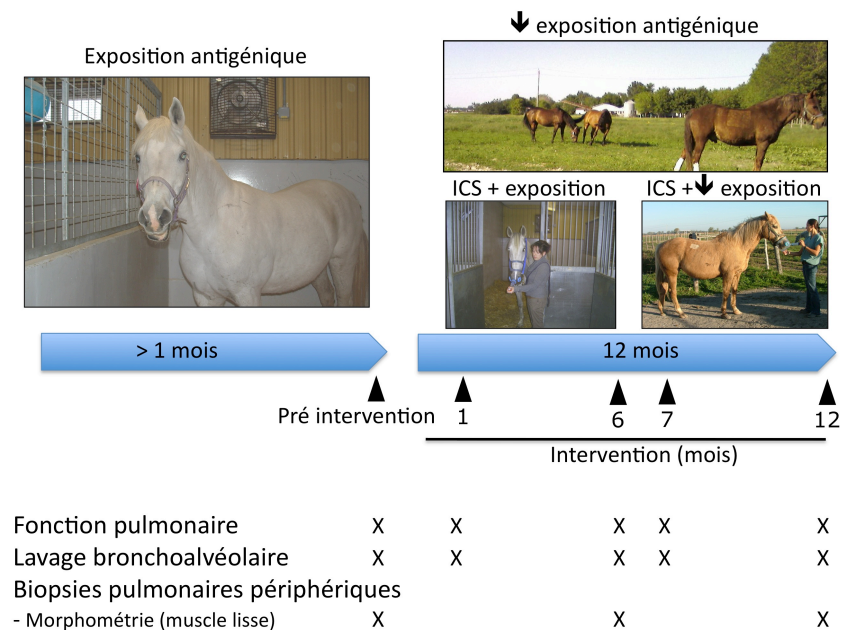 Exposition antigénique
🡻 exposition antigénique
ICS + exposition
ICS +🡻 exposition
> 1 mois
12 mois
Pré intervention
1
6
7
12
Intervention (mois)
Fonction pulmonaire X X X X X
Lavage bronchoalvéolaire X X X X X
Biopsies pulmonaires périphériques
- Morphométrie (muscle lisse) X X X